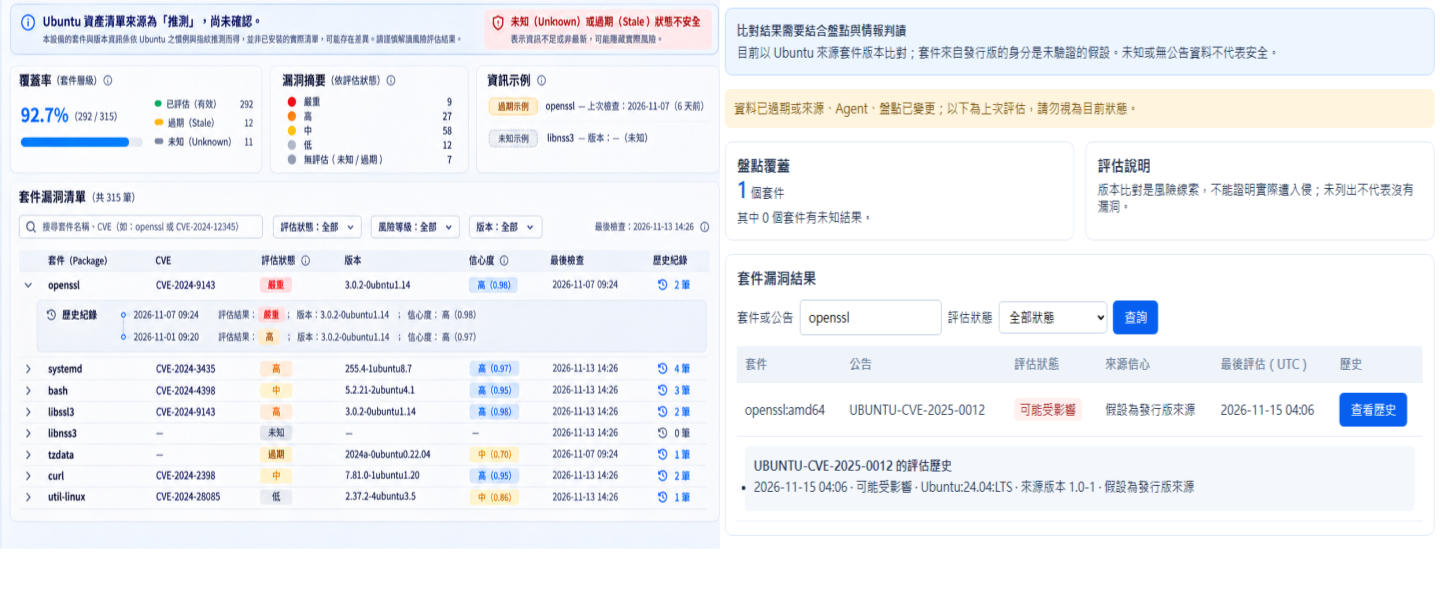 Ubuntu 資產清單來源為「推測」，尚未確認。
本設備的套件與版本資訊係依 Ubuntu 之慣例與指紋推測而得，並非已安裝的實際清單，可能存在差異。請謹慎解讀風險評估結果。
未知（Unknown）或過期（Stale）狀態不安全
表示資訊不足或非最新，可能隱藏實際風險。
覆蓋率（套件層級）
92.7% (292 / 315)
已評估（有效） 292
過期（Stale） 12
未知（Unknown） 11
漏洞摘要（依評估狀態）
嚴重 9
高 27
中 58
低 12
無評估（未知 / 過期） 7
資訊示例
過期示例 openssl — 上次檢查：2026-11-07（6 天前）
未知示例 libnss3 — 版本：—（未知）
套件漏洞清單（共 315 筆）
搜尋套件名稱、CVE（如：openssl 或 CVE-2024-12345）
評估狀態：全部
風險等級：全部
版本：全部
最後檢查：2026-11-13 14:26
套件（Package） CVE 評估狀態 版本 信心度 最後檢查 歷史紀錄
openssl CVE-2024-9143 嚴重 3.0.2-0ubntu1.14 高 (0.98) 2026-11-07 09:24 2 筆
歷史紀錄 2026-11-07 09:24 評估結果：嚴重 ； 版本：3.0.2-0ubuntu1.14 ； 信心度：高（0.98）
2026-11-01 09:20 評估結果：高 ； 版本：3.0.2-0ubuntu1.14 ； 信心度：高（0.97）
systemd CVE-2024-3435 高 255.4-1ubuntu8.7 高 (0.97) 2026-11-13 14:26 4 筆
bash CVE-2024-4398 中 5.2.21-2ubuntu4.1 高 (0.95) 2026-11-13 14:26 3 筆
libssl3 CVE-2024-9143 高 3.0.2-0ubuntu1.14 高 (0.98) 2026-11-13 14:26 2 筆
libnss3 — 未知 — — 2026-11-13 14:26 0 筆
tzdata — 過期 2024a-0ubuntu0.22.04 中 (0.70) 2026-11-07 09:24 1 筆
curl CVE-2024-2398 中 7.81.0-1ubuntu1.20 高 (0.95) 2026-11-13 14:26 2 筆
util-linux CVE-2024-28085 低 2.37.2-4ubuntu3.5 中 (0.86) 2026-11-13 14:26 1 筆
比對結果需要結合盤點與情報判讀
目前以 Ubuntu 來源套件版本比對；套件來自發行版的身分是未驗證的假設。未知或無公告資料不代表安全。
資料已過期或來源、Agent、盤點已變更；以下為上次評估，請勿視為目前狀態。
盤點覆蓋
1 個套件
其中 0 個套件有未知結果。
評估說明
版本比對是風險線索，不能證明實際遭入侵；未列出不代表沒有
漏洞。
套件漏洞結果
套件或公告 openssl 評估狀態 全部狀態 查詢
套件 公告 評估狀態 來源信心 最後評估 ( UTC ) 歷史
openssl:amd64 UBUNTU-CVE-2025-0012 可能受影響 假設為發行版來源 2026-11-15 04:06 查看歷史
UBUNTU-CVE-2025-0012 的評估歷史
• 2026-11-15 04:06 · 可能受影響 · Ubuntu:24.04:LTS · 來源版本 1.0-1 · 假設為發行版來源